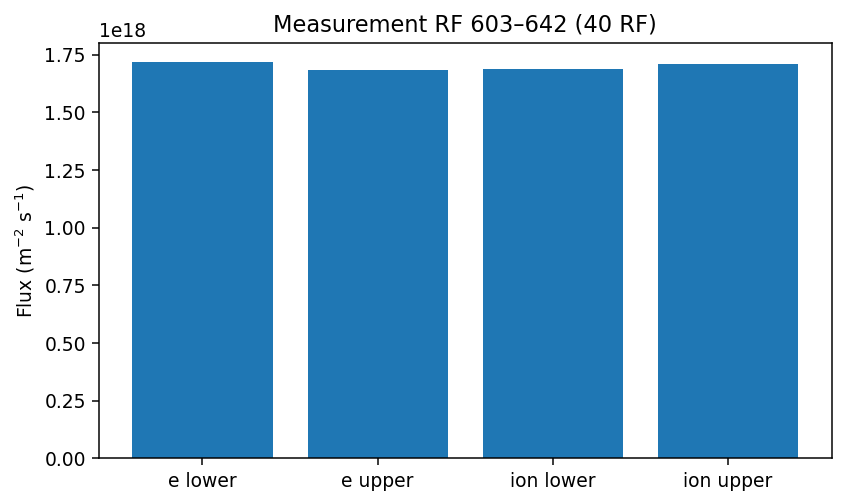 Measurement RF 603–642 (40 RF)
1e18
1.75
1.50
1.25
1.00
0.75
0.50
0.25
0.00
Flux (m⁻² s⁻¹)
e lower
e upper
ion lower
ion upper